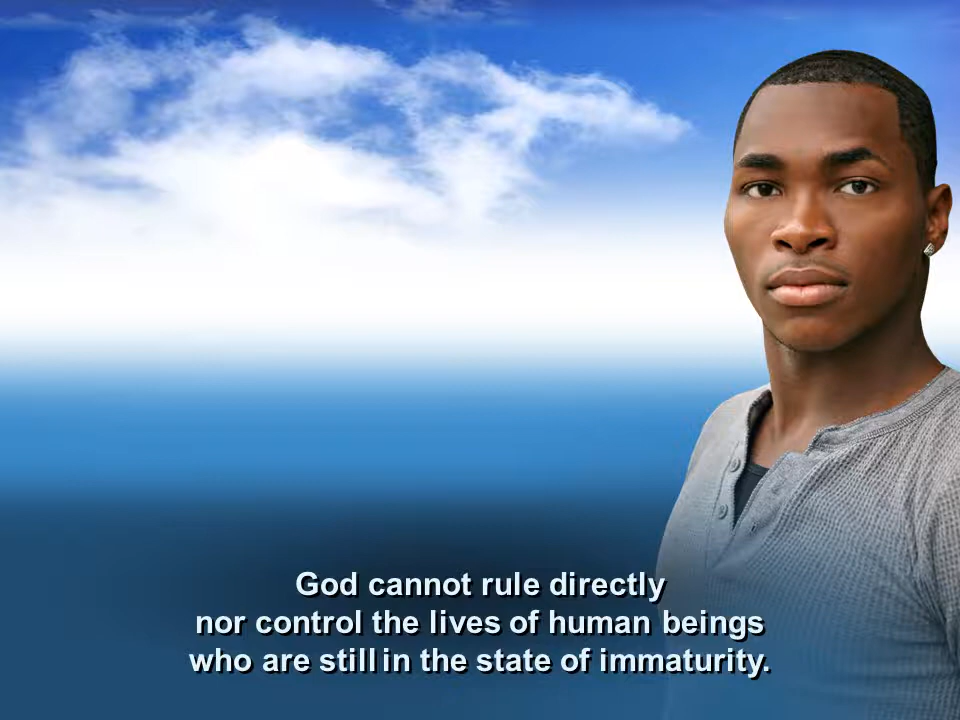 God cannot rule directly
nor control the lives of human beings
who are still in the state of immaturity.